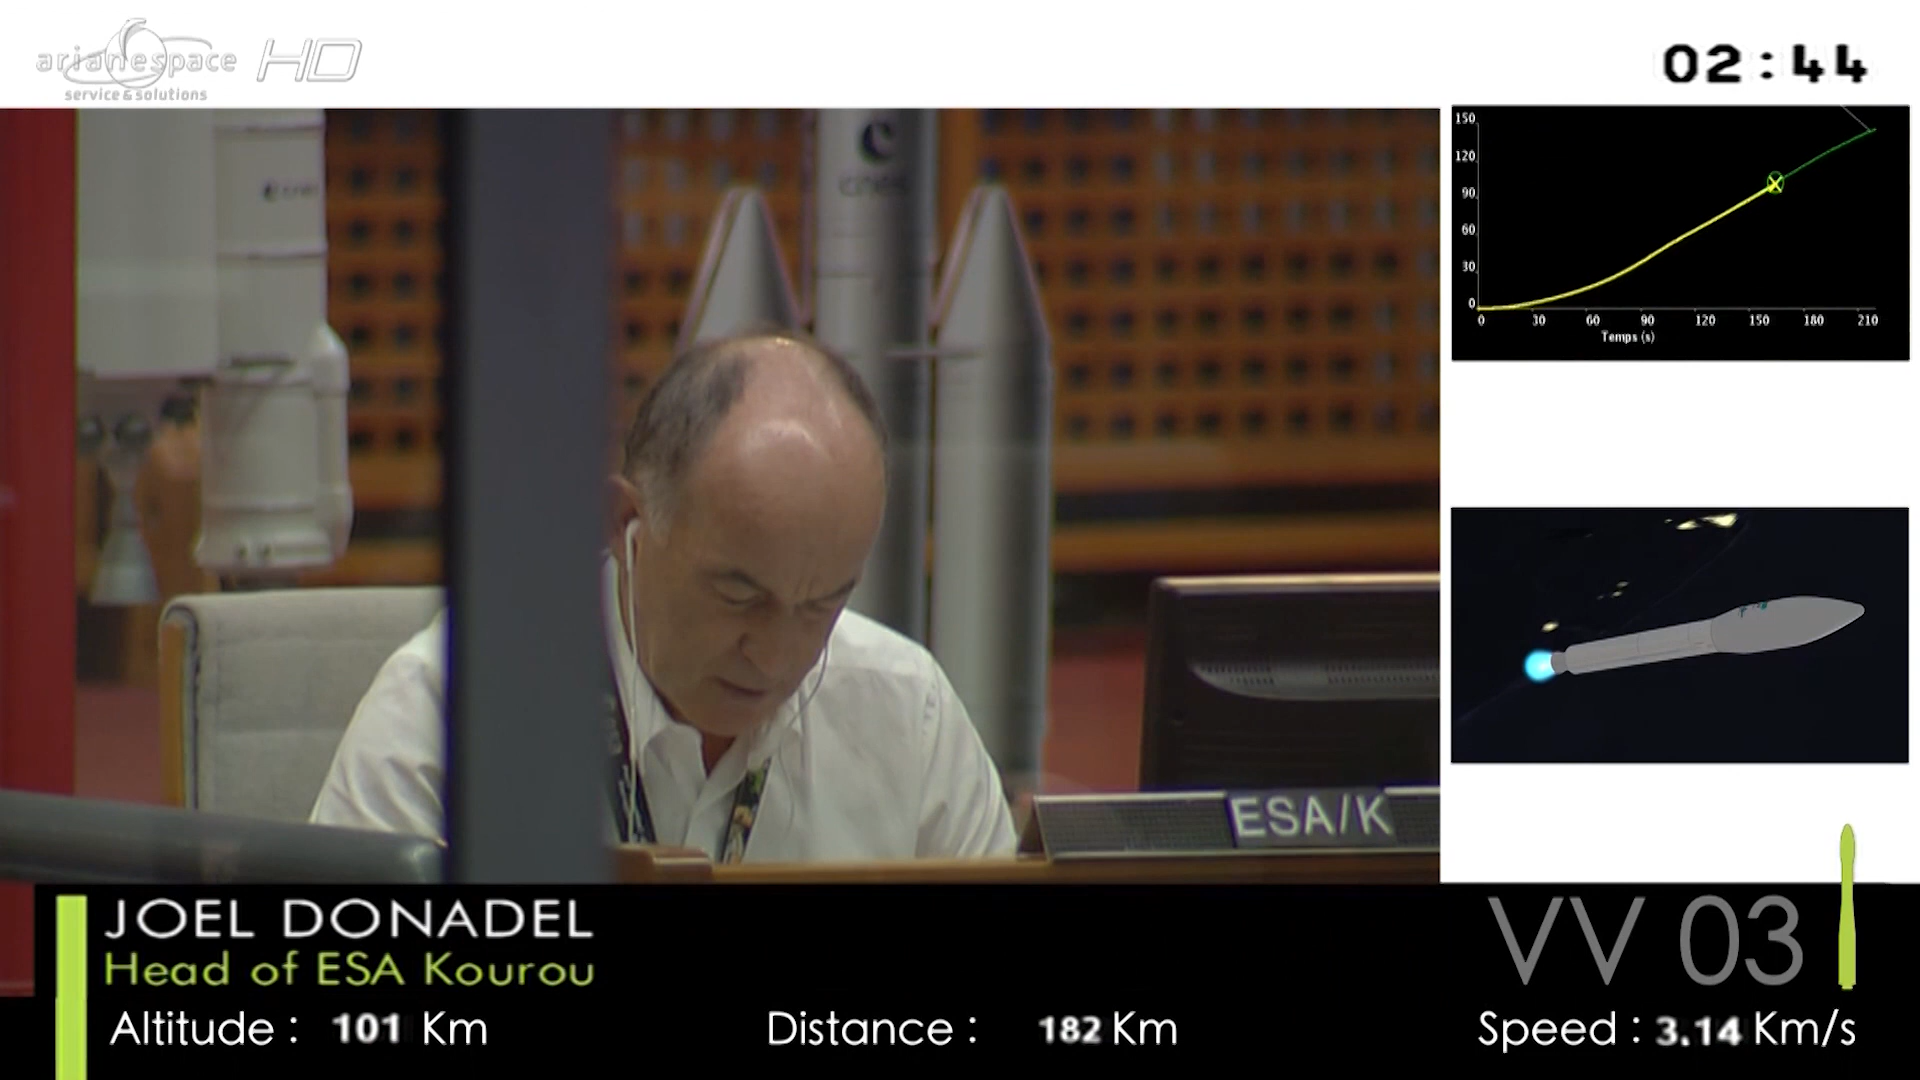 arianespace HD
service & solutions
02:44
cnes
cnes
150
120
90
60
30
0
0 30 60 90 120 150 180 210
Temps (s)
ESA/K
JOEL DONADEL
Head of ESA Kourou
VV 03
Altitude : 101 Km
Distance : 182 Km
Speed : 3.14 Km/s